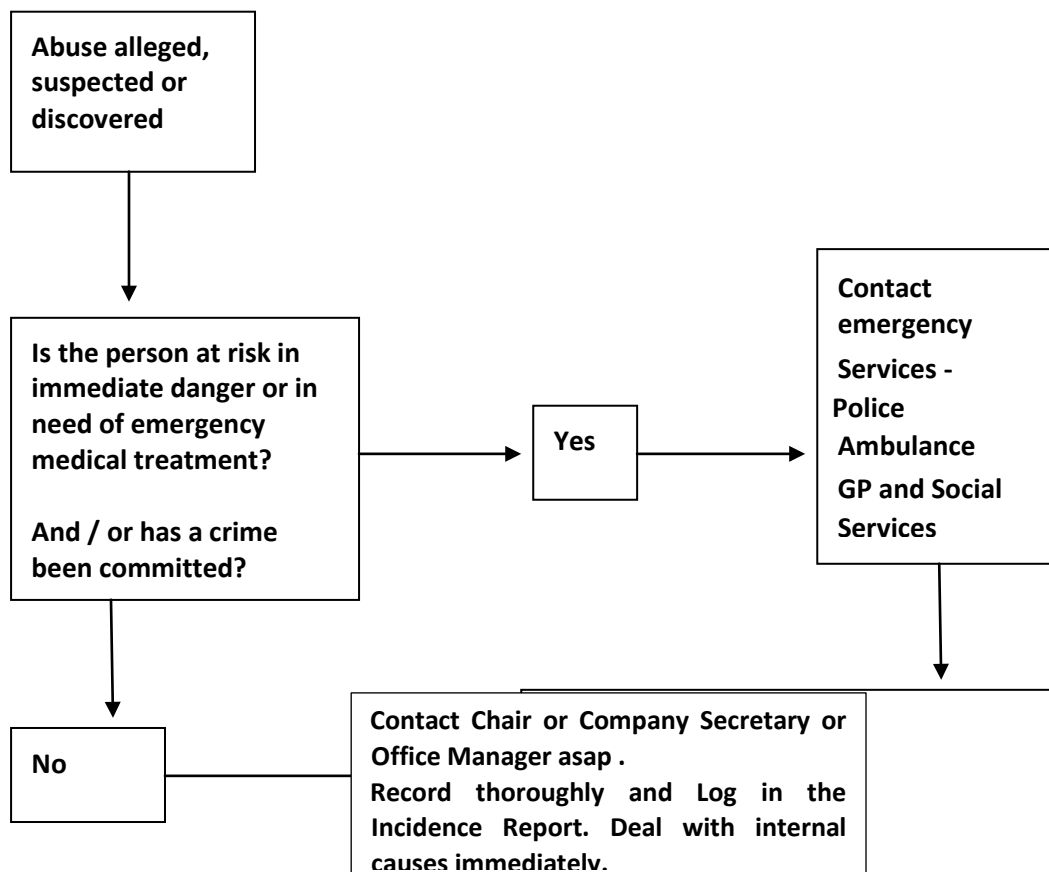 Abuse alleged,
suspected or
discovered
Is the person at risk in
immediate danger or in
need of emergency
medical treatment?
And / or has a crime
been committed?
Yes
Contact
emergency
Services -
Police
Ambulance
GP and Social
Services
No
Contact Chair or Company Secretary or
Office Manager asap .
Record thoroughly and Log in the
Incidence Report. Deal with internal
causes immediately.